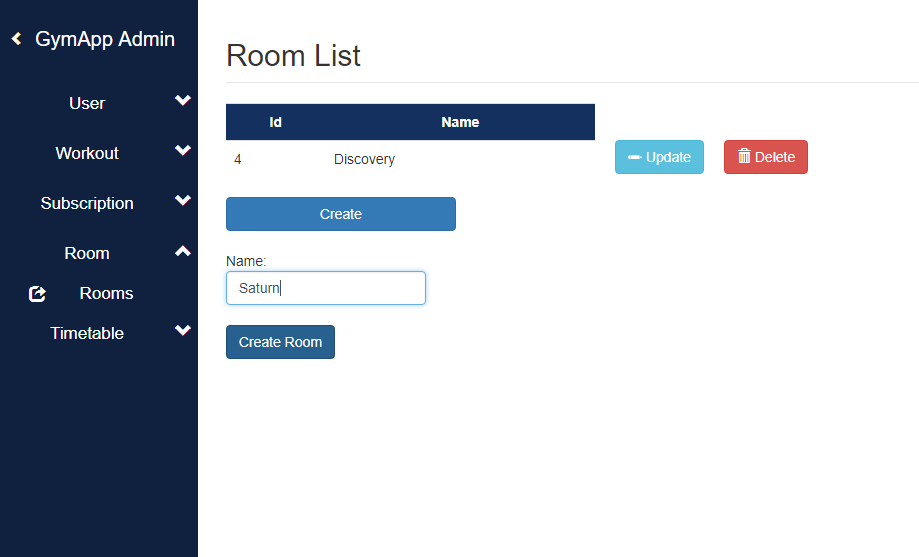 GymApp Admin
User
Workout
Subscription
Room
Rooms
Timetable
Room List
Id Name
4 Discovery Update Delete
Create
Name:
Saturn
Create Room